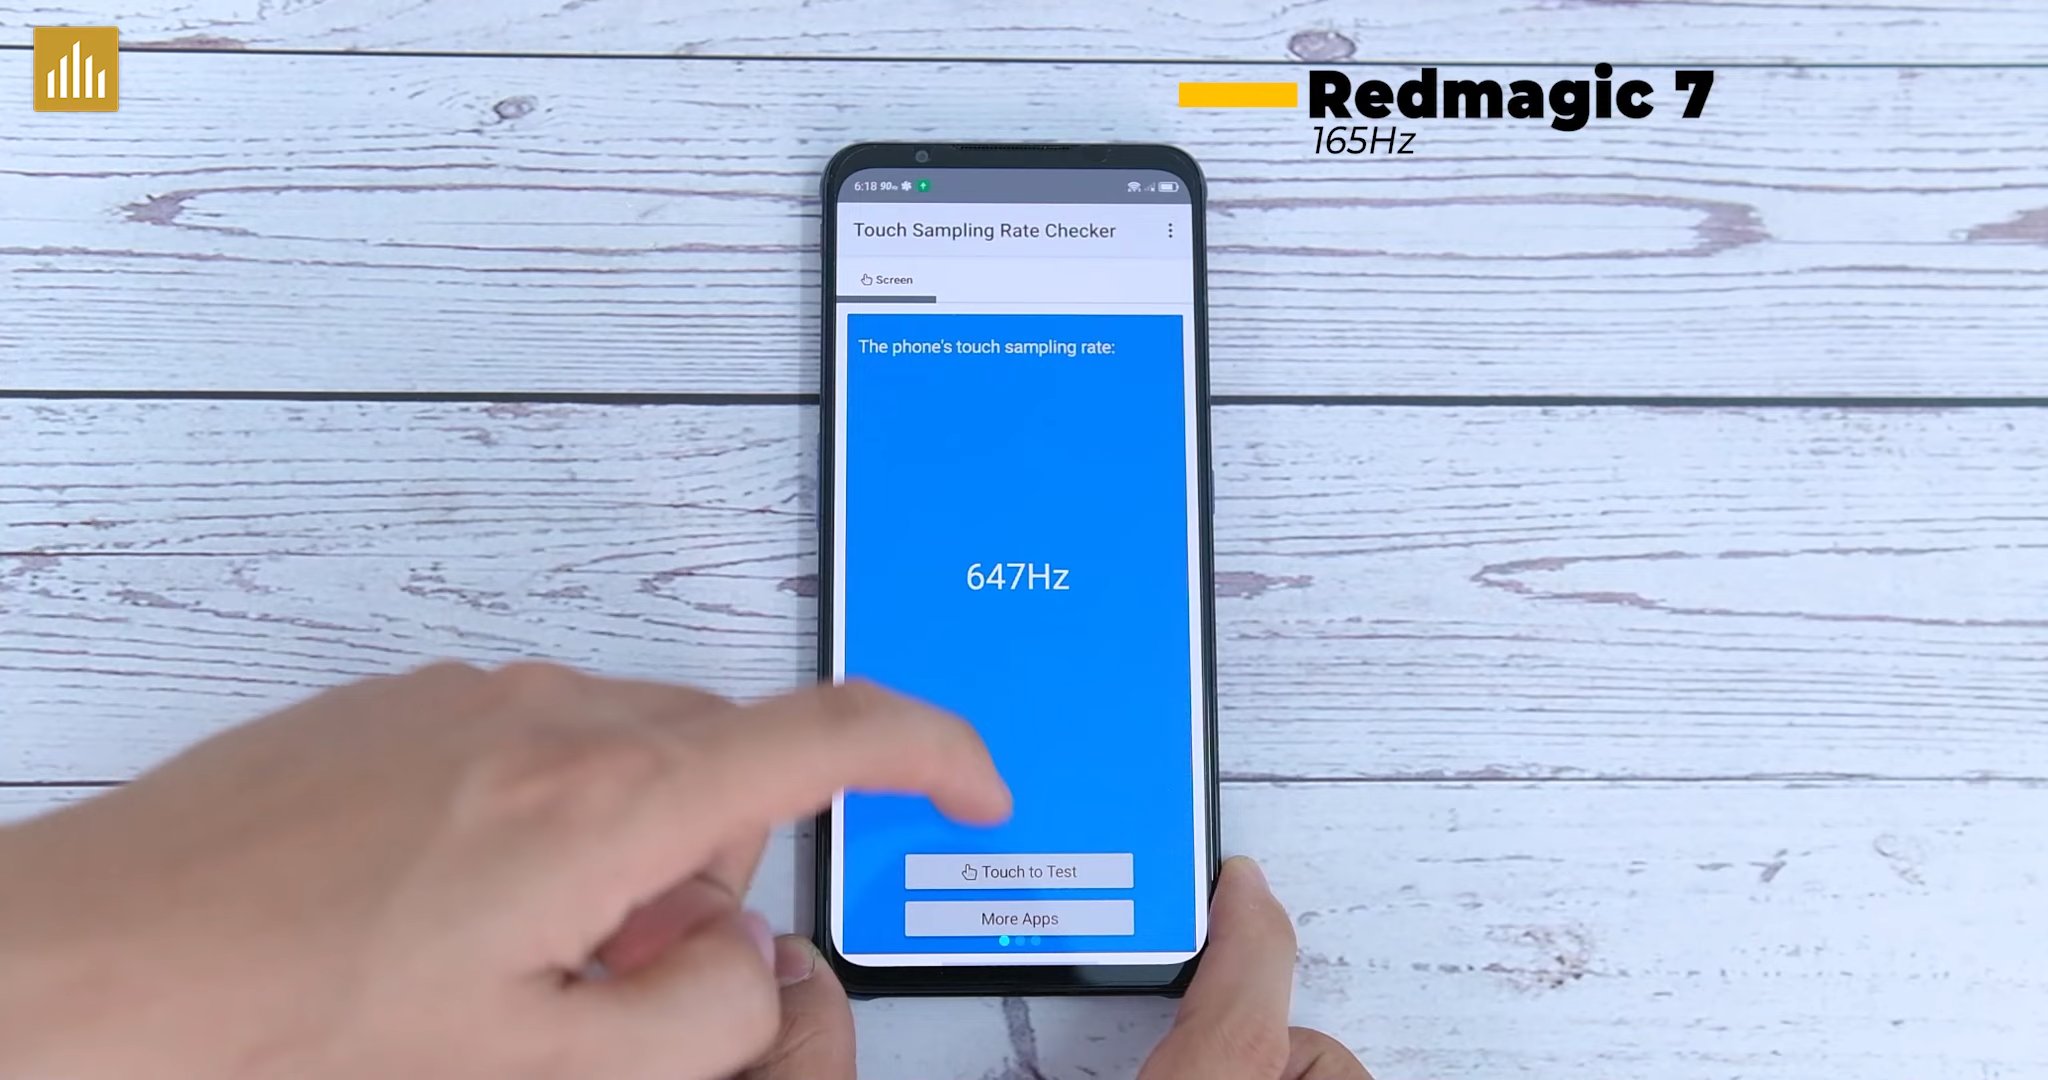 Redmagic 7
165Hz
6:18 90Hz
Touch Sampling Rate Checker
Screen
The phone's touch sampling rate:
647Hz
Touch to Test
More Apps